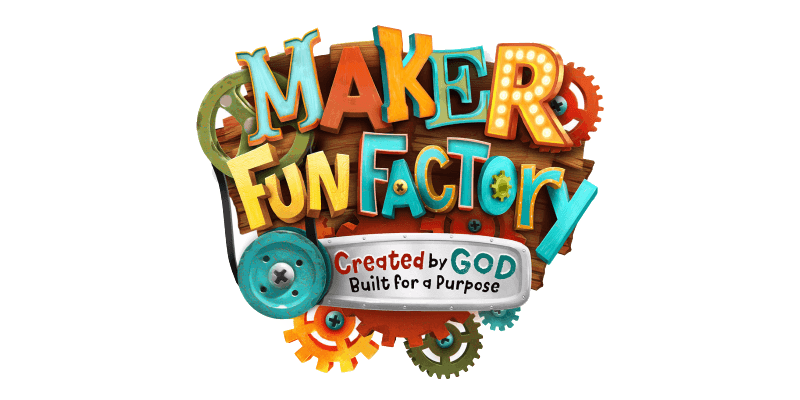 MAKER
FUN FACTORY
Created by GOD
Built for a Purpose